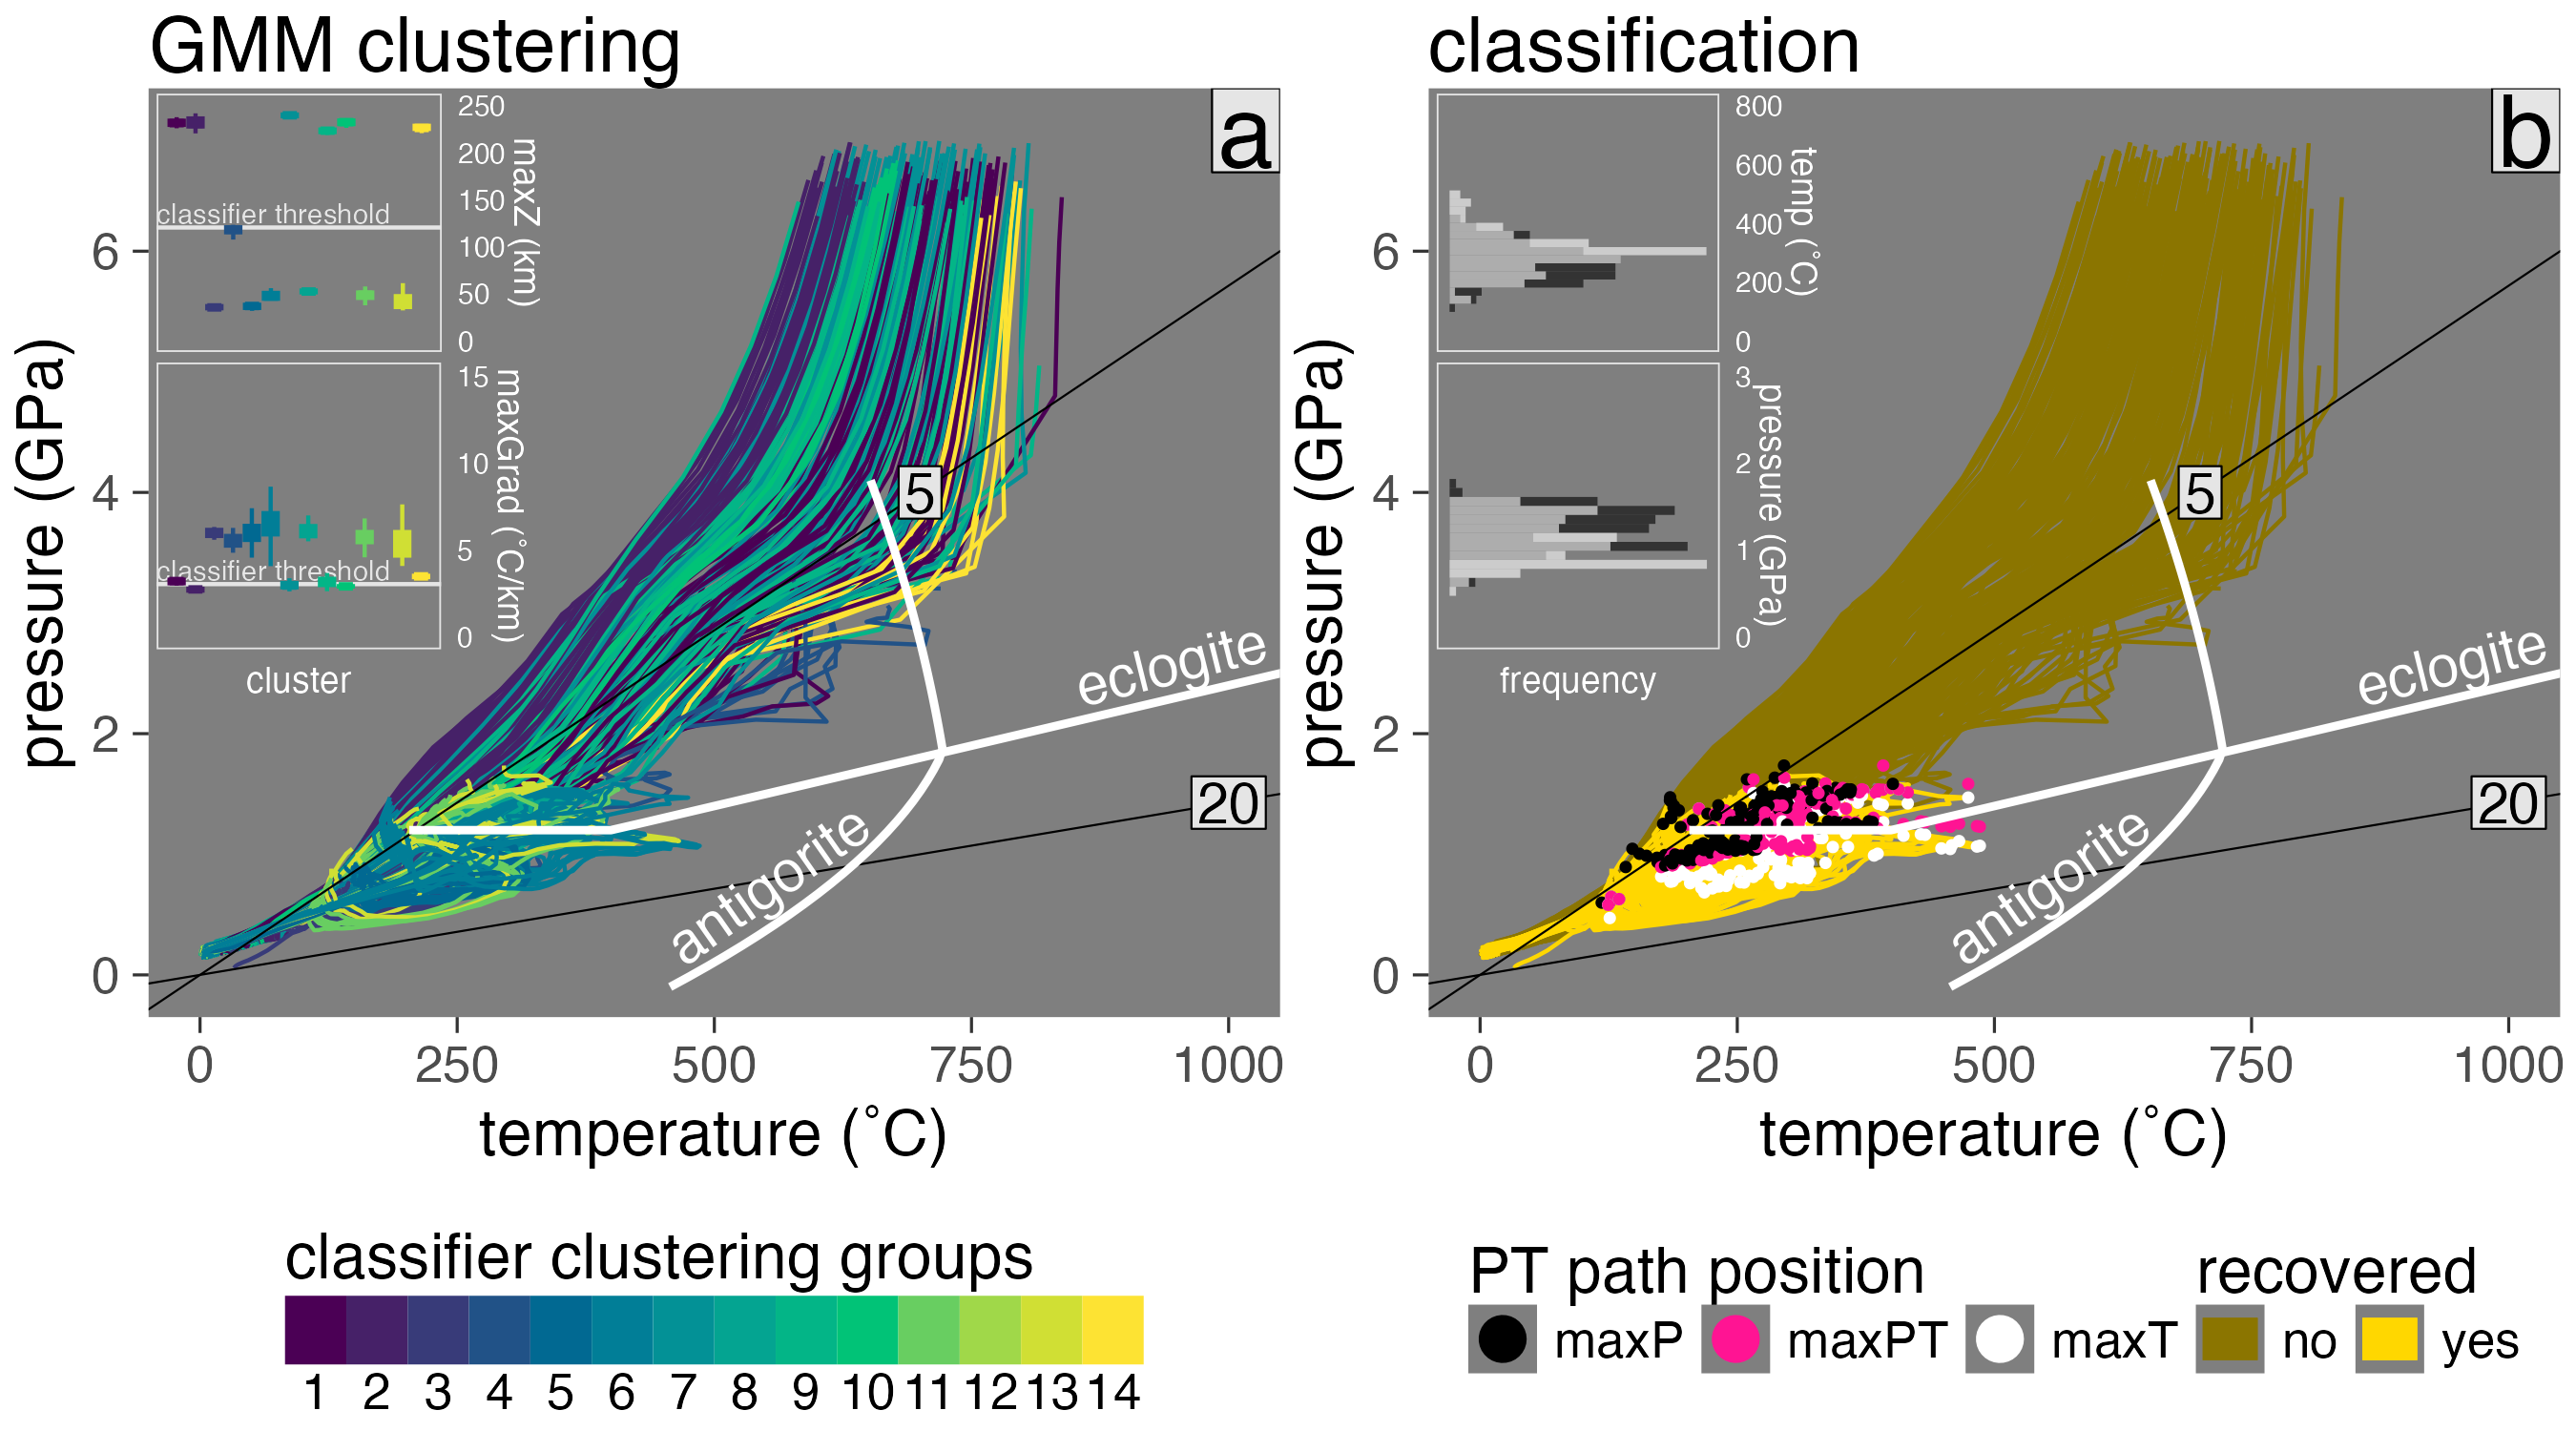 GMM clustering
classification
a
250
200
150
100
50
0
maxZ (km)
classifier threshold
15
10
5
0
maxGrad (˚C/km)
classifier threshold
cluster
5
20
eclogite
antigorite
6
4
2
0
pressure (GPa)
0
250
500
750
1000
temperature (˚C)
b
800
600
400
200
0
temp (˚C)
3
2
1
0
pressure (GPa)
frequency
5
20
eclogite
antigorite
6
4
2
0
pressure (GPa)
0
250
500
750
1000
temperature (˚C)
classifier clustering groups
1 2 3 4 5 6 7 8 9 10 11 12 13 14
PT path position
maxP maxPT maxT
recovered
no yes